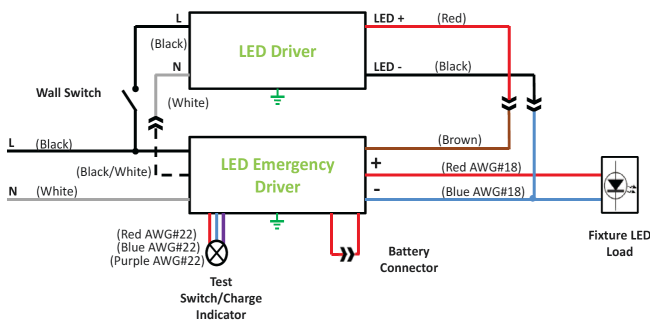 L
LED +
(Red)
(Black)
LED Driver
N
LED -
(Black)
Wall Switch
(White)
L
(Black)
(Brown)
(Black/White)
LED Emergency
Driver
+
(Red AWG#18)
N
(White)
-
(Blue AWG#18)
(Red AWG#22)
(Blue AWG#22)
(Purple AWG#22)
Fixture LED
Load
Battery
Connector
Test
Switch/Charge
Indicator